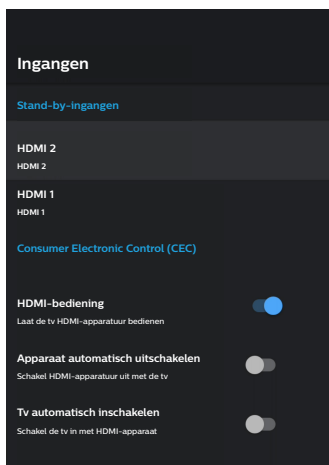 Ingangen
Stand-by-ingangen
HDMI 2
HDMI 2
HDMI 1
HDMI 1
Consumer Electronic Control (CEC)
HDMI-bediening
Laat de tv HDMI-apparatuur bedienen
Apparaat automatisch uitschakelen
Schakel HDMI-apparatuur uit met de tv
Tv automatisch inschakelen
Schakel de tv in met HDMI-apparaat